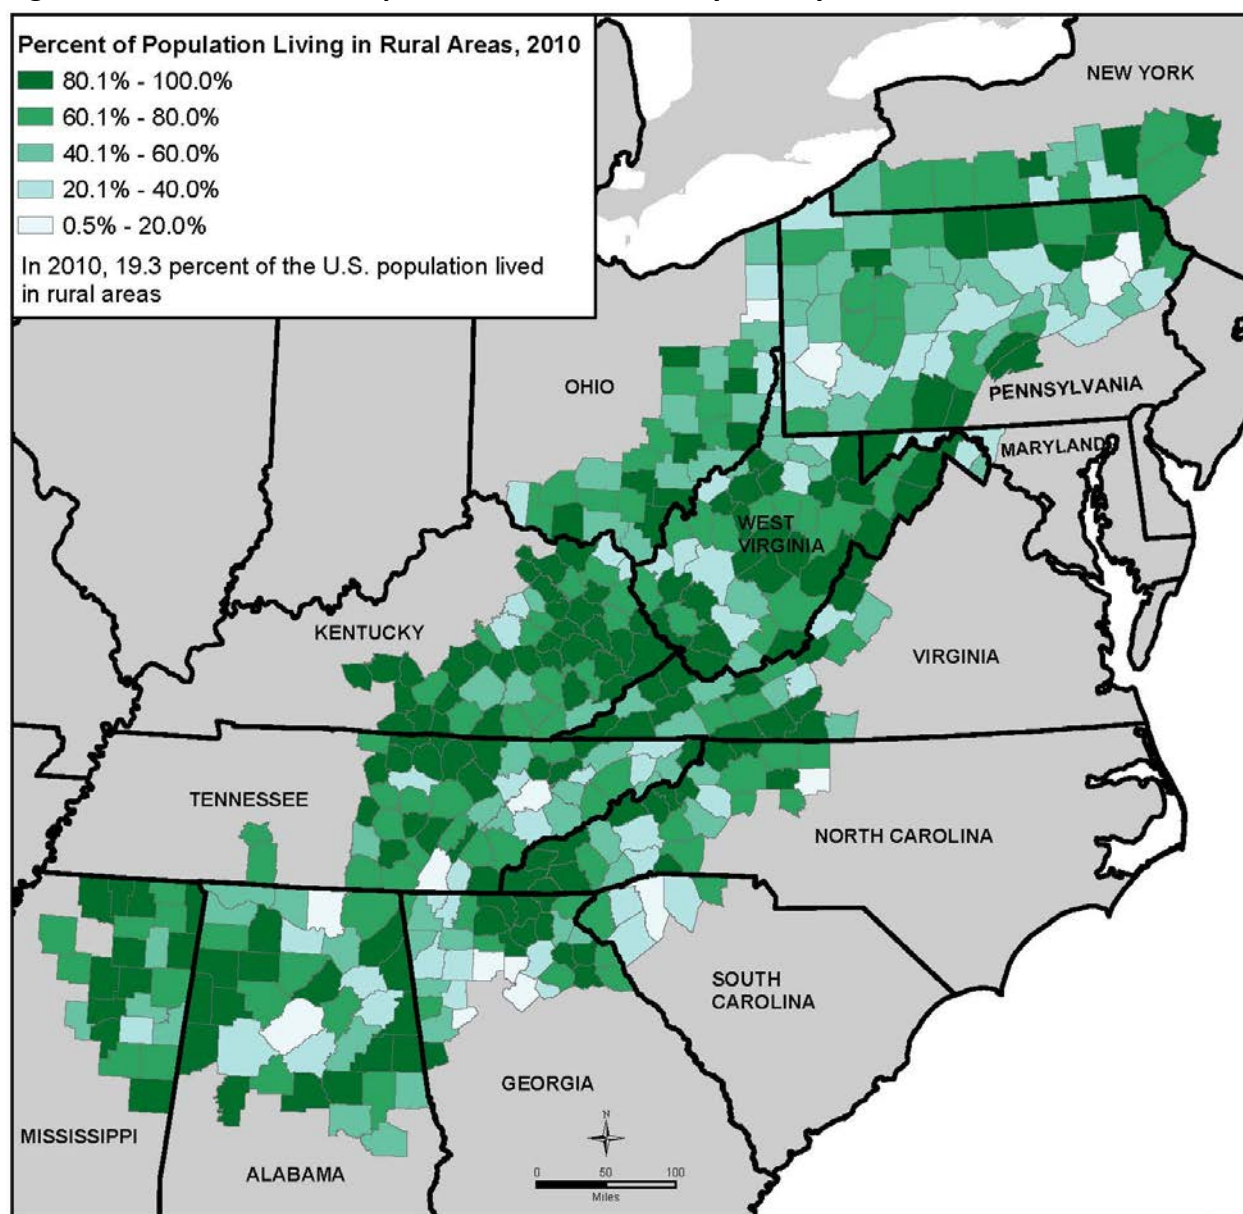 Percent of Population Living in Rural Areas, 2010
80.1% - 100.0%
60.1% - 80.0%
40.1% - 60.0%
20.1% - 40.0%
0.5% - 20.0%
In 2010, 19.3 percent of the U.S. population lived
in rural areas
NEW YORK
OHIO
PENNSYLVANIA
MARYLAND
WEST
VIRGINIA
KENTUCKY
VIRGINIA
TENNESSEE
NORTH CAROLINA
SOUTH
CAROLINA
GEORGIA
MISSISSIPPI
ALABAMA
N
0 50 100
Miles